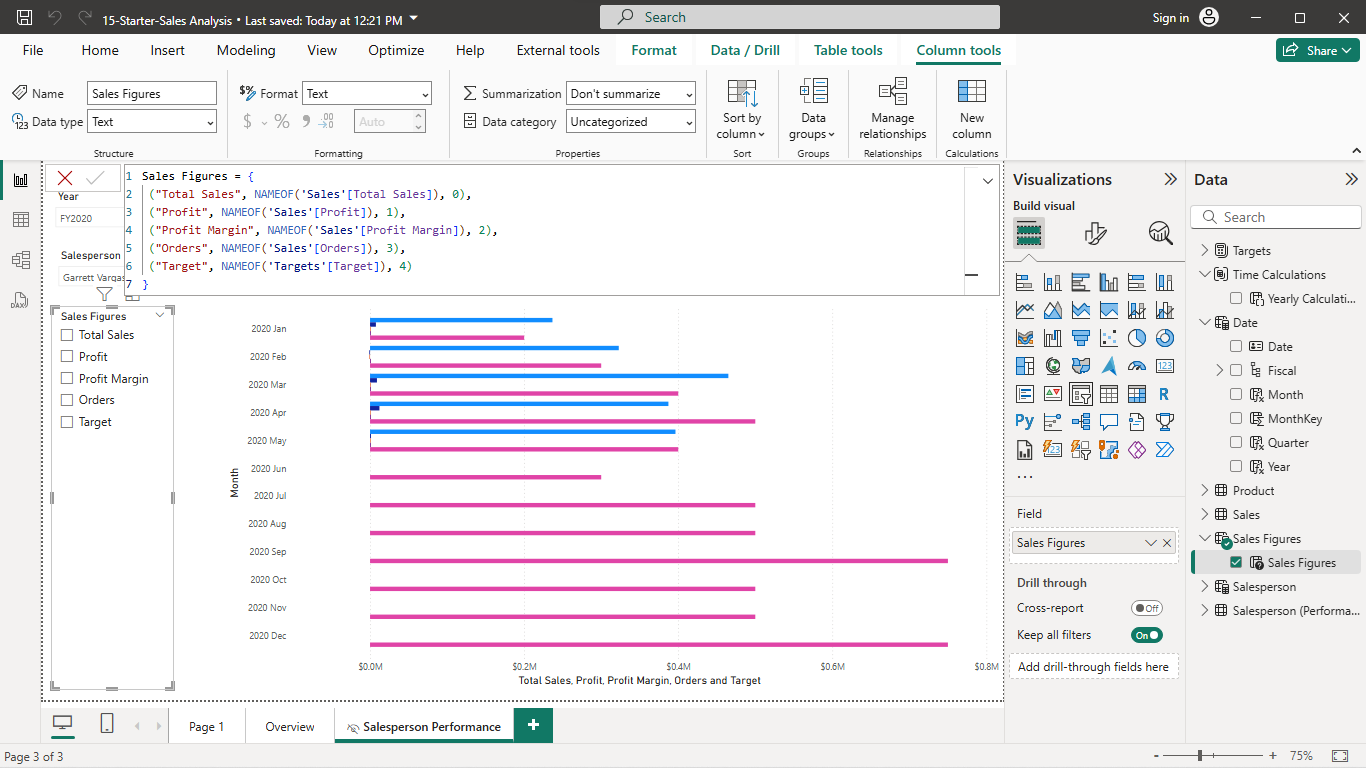 15-Starter-Sales Analysis • Last saved: Today at 12:21 PM
Search
Sign in
File Home Insert Modeling View Optimize Help External tools Format Data / Drill Table tools Column tools
Share
Name
Sales Figures
Data type
Text
Structure
Format
Text
$ % 9 .00
Auto
Formatting
Summarization
Don't summarize
Data category
Uncategorized
Properties
Sort by
column
Sort
Data
groups
Groups
Manage
relationships
Relationships
New
column
Calculations
1 Sales Figures = {
2 ("Total Sales", NAMEOF('Sales'[Total Sales]), 0),
3 ("Profit", NAMEOF('Sales'[Profit]), 1),
4 ("Profit Margin", NAMEOF('Sales'[Profit Margin]), 2),
5 ("Orders", NAMEOF('Sales'[Orders]), 3),
6 ("Target", NAMEOF('Targets'[Target]), 4)
7 }
Year
FY2020
Salesperson
Garrett Vargas
DAX
Sales Figures
Total Sales
Profit
Profit Margin
Orders
Target
Month
2020 Jan
2020 Feb
2020 Mar
2020 Apr
2020 May
2020 Jun
2020 Jul
2020 Aug
2020 Sep
2020 Oct
2020 Nov
2020 Dec
$0.0M $0.2M $0.4M $0.6M $0.8M
Total Sales, Profit, Profit Margin, Orders and Target
Visualizations
Build visual
123
R
Py
...
Field
Sales Figures
Drill through
Cross-report
Off
Keep all filters
On
Add drill-through fields here
Data
Search
Targets
Time Calculations
Yearly Calculati...
Date
Date
Fiscal
Month
MonthKey
Quarter
Year
Product
Sales
Sales Figures
Sales Figures
Salesperson
Salesperson (Performa...
Page 1
Overview
Salesperson Performance
+
Page 3 of 3
- + 75%